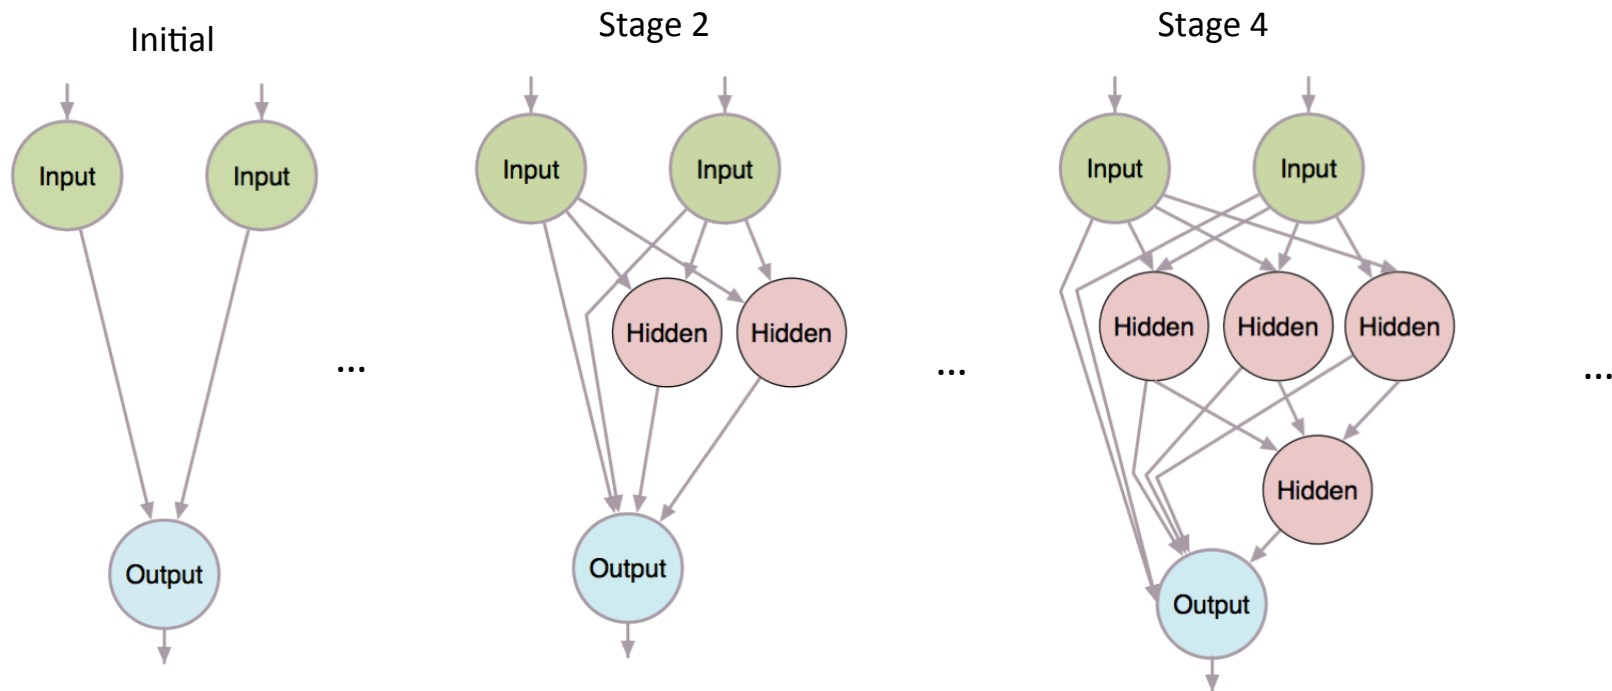 Initial
Stage 2
Stage 4
Input
Input
Input
Input
Input
Input
Hidden
Hidden
Hidden
Hidden
Hidden
...
...
...
Hidden
Output
Output
Output